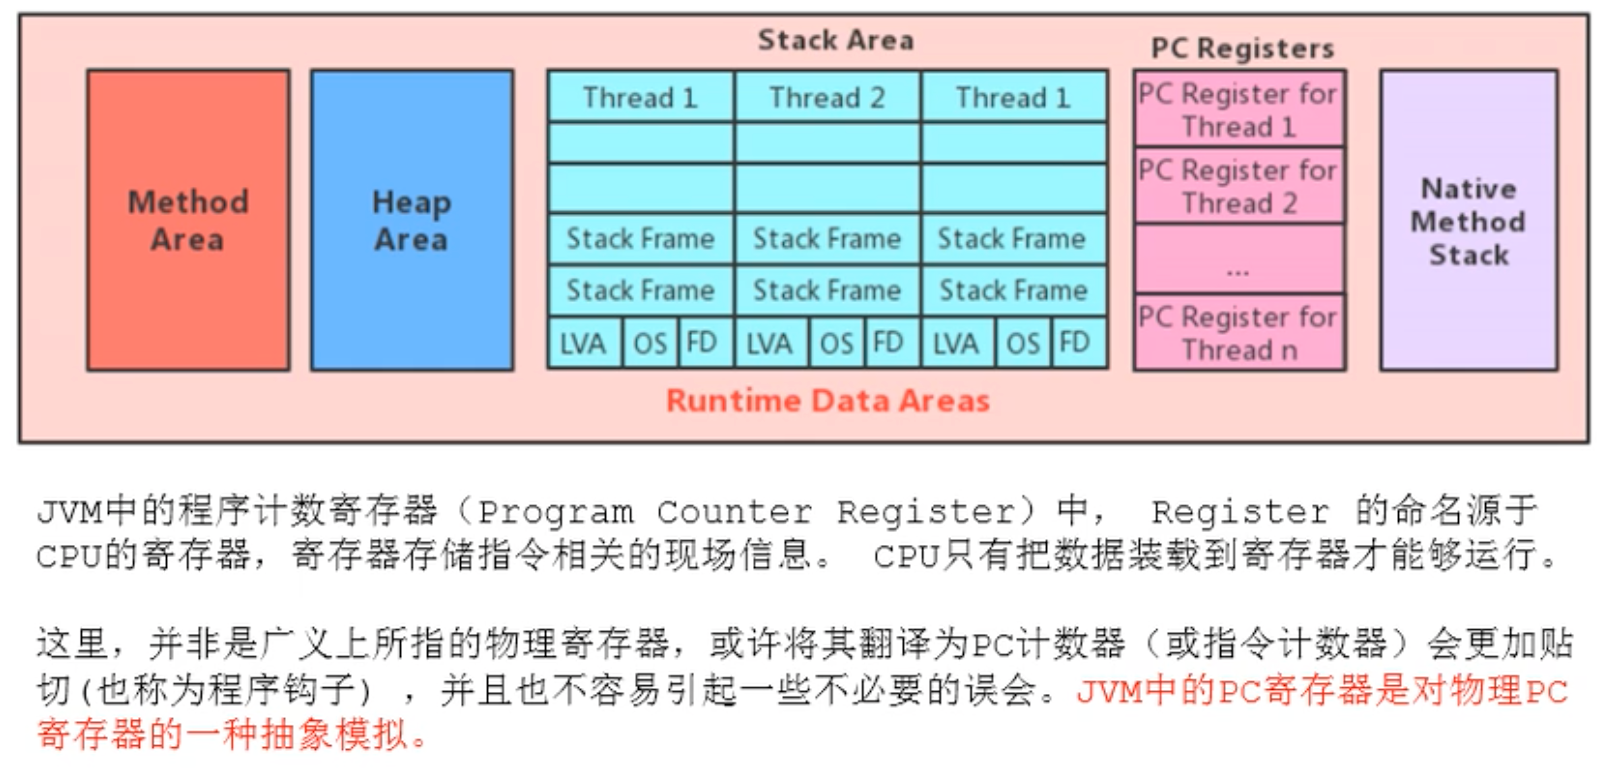 Stack Area
PC Registers
Method
Area
Heap
Area
Thread 1 Thread 2 Thread 1
Stack Frame Stack Frame Stack Frame
Stack Frame Stack Frame Stack Frame
LVA OS FD LVA OS FD LVA OS FD
PC Register for
Thread 1
PC Register for
Thread 2
...
PC Register for
Thread n
Native
Method
Stack
Runtime Data Areas
JVM中的程序计数寄存器（Program Counter Register）中， Register 的命名源于
CPU的寄存器，寄存器存储指令相关的现场信息。 CPU只有把数据装载到寄存器才能够运行。
这里，并非是广义上所指的物理寄存器，或许将其翻译为PC计数器（或指令计数器）会更加贴
切(也称为程序钩子) ，并且也不容易引起一些不必要的误会。JVM中的PC寄存器是对物理PC
寄存器的一种抽象模拟。